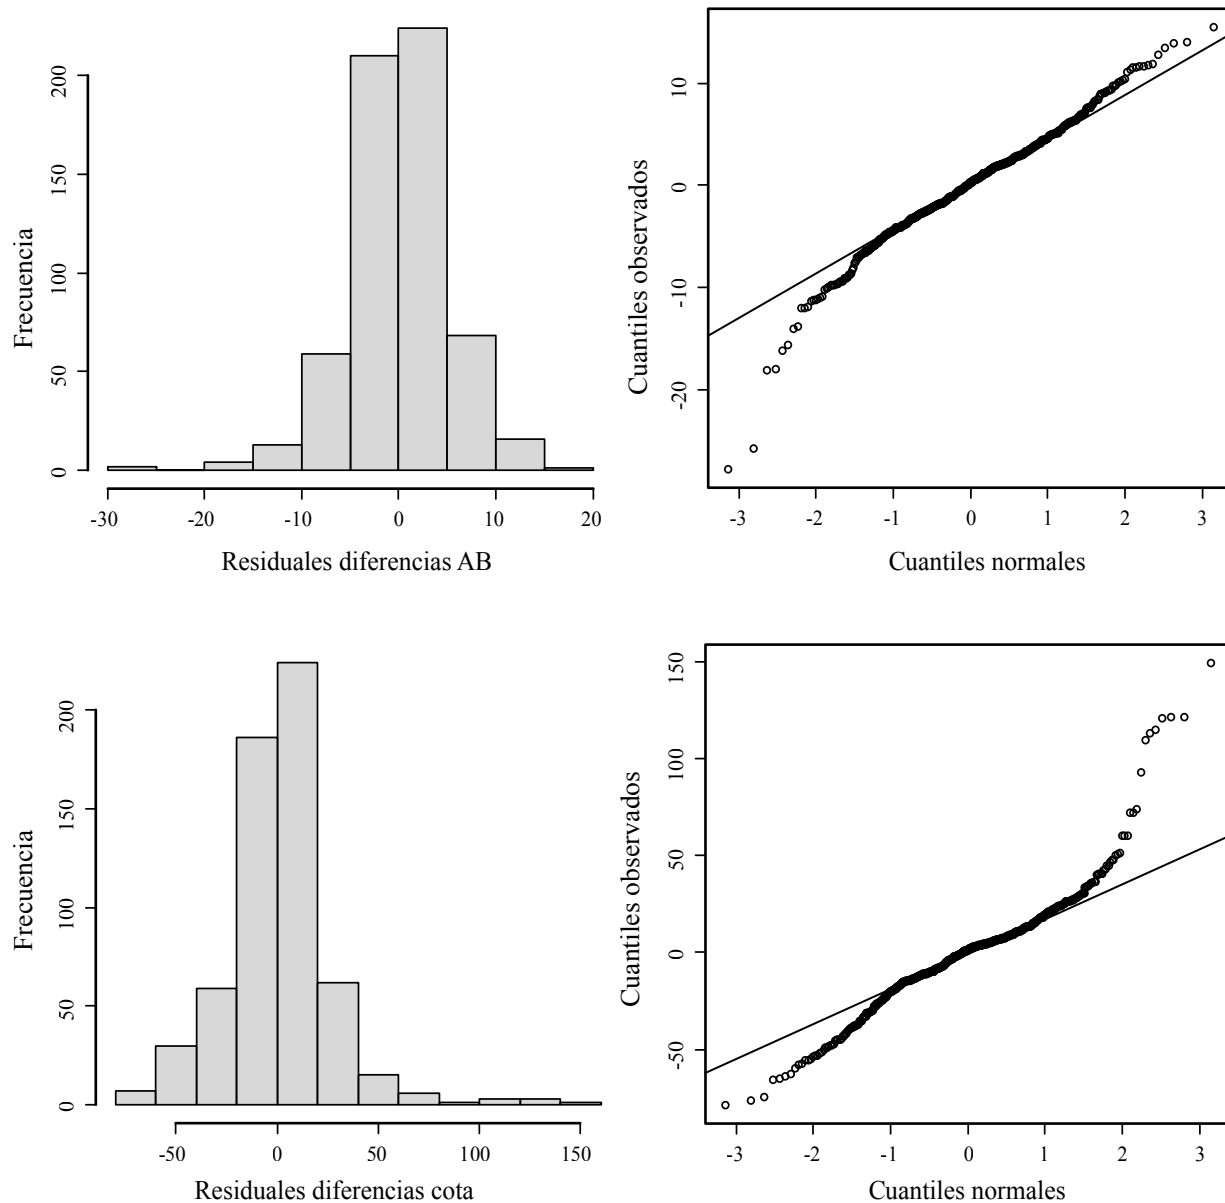 200
150
100
50
0
Frecuencia
-30 -20 -10 0 10 20
Residuales diferencias AB
10
0
-10
-20
Cuantiles observados
-3 -2 -1 0 1 2 3
Cuantiles normales
200
150
100
50
0
Frecuencia
-50 0 50 100 150
Residuales diferencias cota
150
100
50
0
-50
Cuantiles observados
-3 -2 -1 0 1 2 3
Cuantiles normales